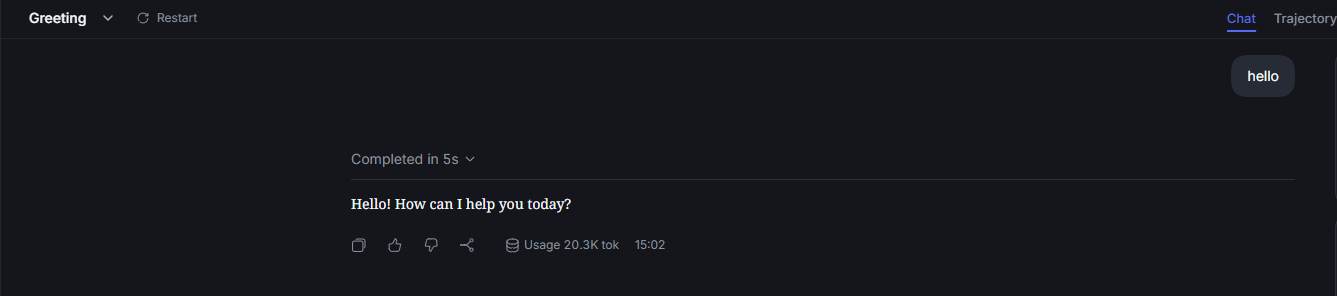 Greeting Restart Chat Trajectory
hello
Completed in 5s
Hello! How can I help you today?
Usage 20.3K tok 15:02